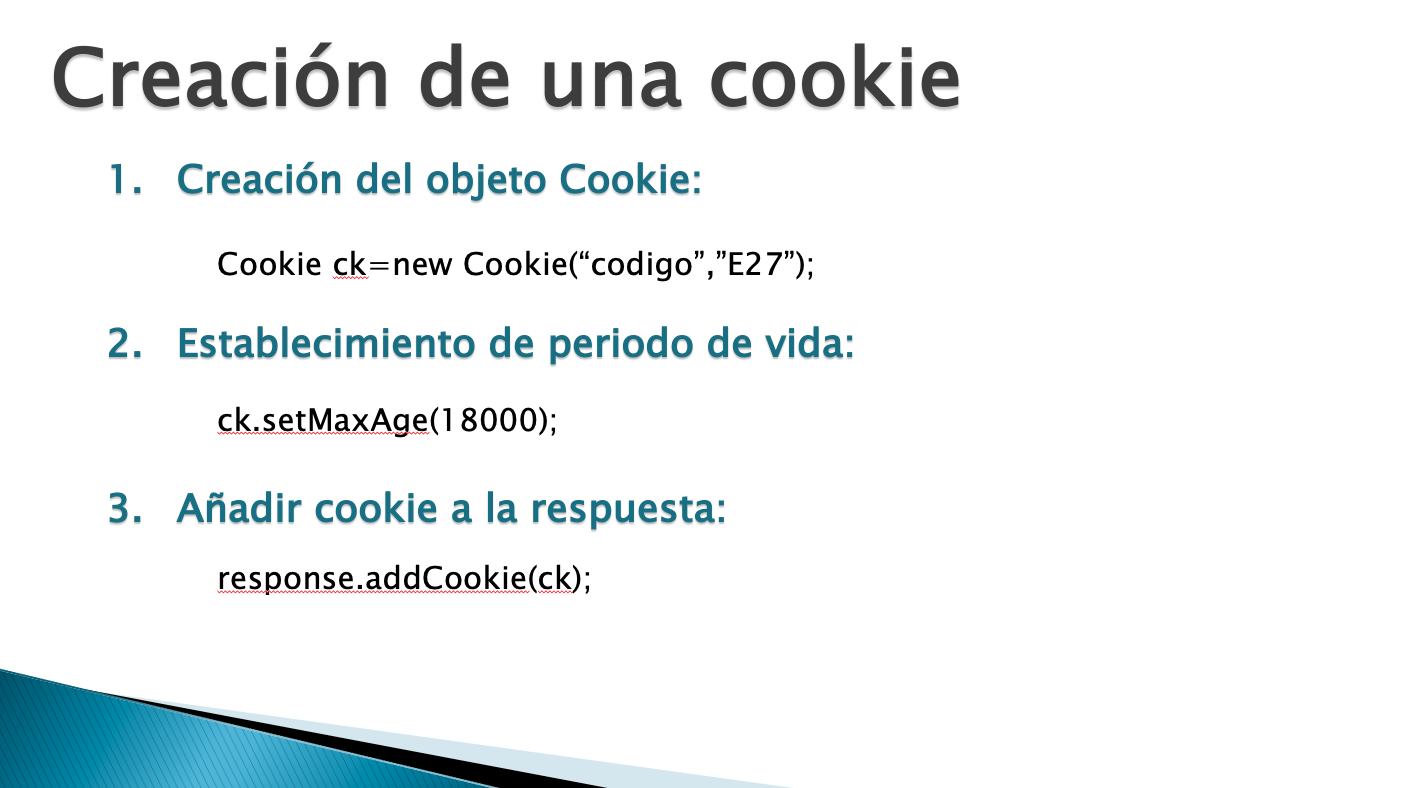 Creación de una cookie
1. Creación del objeto Cookie:
Cookie ck=new Cookie(“codigo”,”E27”);
2. Establecimiento de periodo de vida:
ck.setMaxAge(18000);
3. Añadir cookie a la respuesta:
response.addCookie(ck);